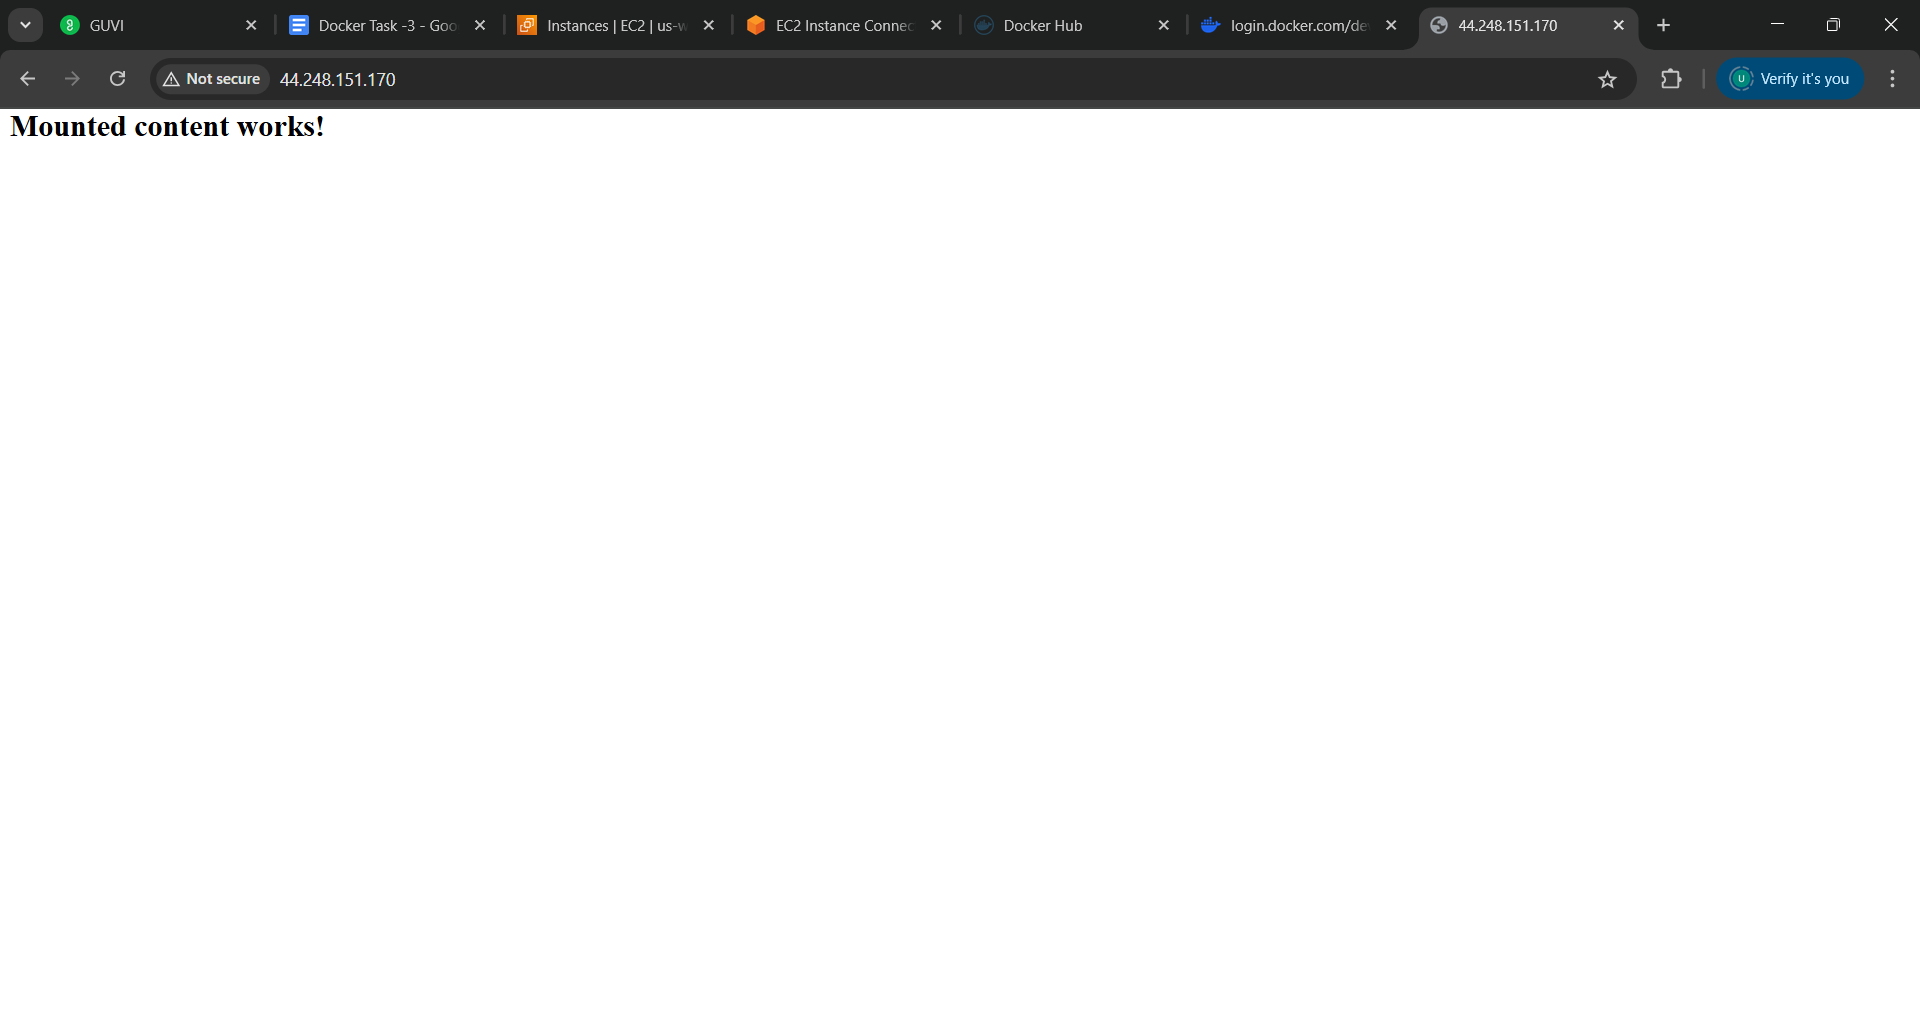 GUVI
Docker Task -3 - Goo
Instances | EC2 | us-w
EC2 Instance Connec
Docker Hub
login.docker.com/de
44.248.151.170
Not secure
44.248.151.170
U
Verify it's you
Mounted content works!